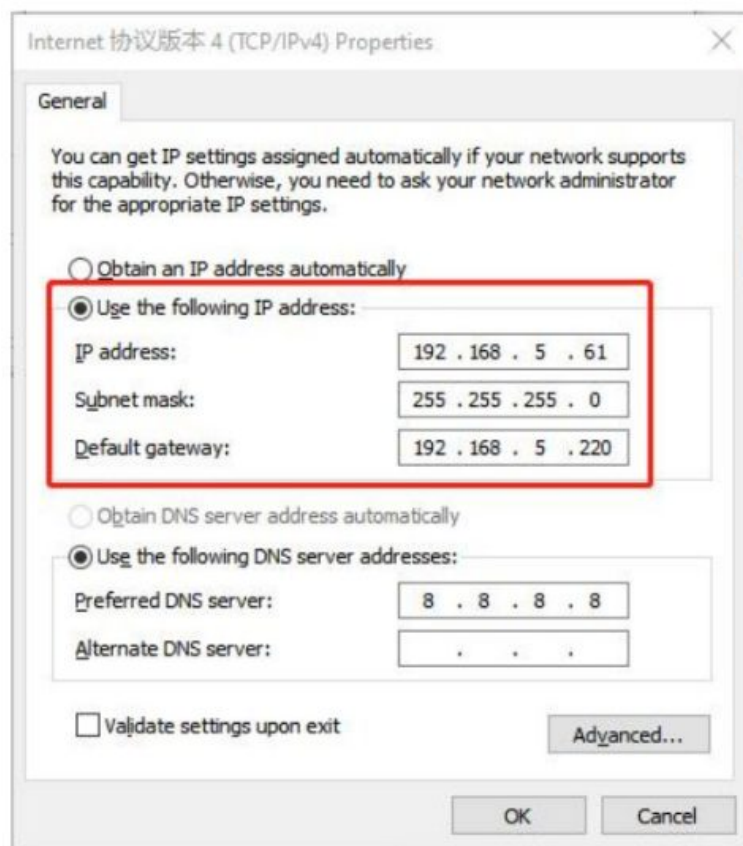 Internet 协议版本 4 (TCP/IPv4) Properties
General
You can get IP settings assigned automatically if your network supports
this capability. Otherwise, you need to ask your network administrator
for the appropriate IP settings.
Obtain an IP address automatically
Use the following IP address:
IP address: 192 . 168 . 5 . 61
Subnet mask: 255 . 255 . 255 . 0
Default gateway: 192 . 168 . 5 . 220
Obtain DNS server address automatically
Use the following DNS server addresses:
Preferred DNS server: 8 . 8 . 8 . 8
Alternate DNS server: . . .
Validate settings upon exit
Advanced...
OK Cancel